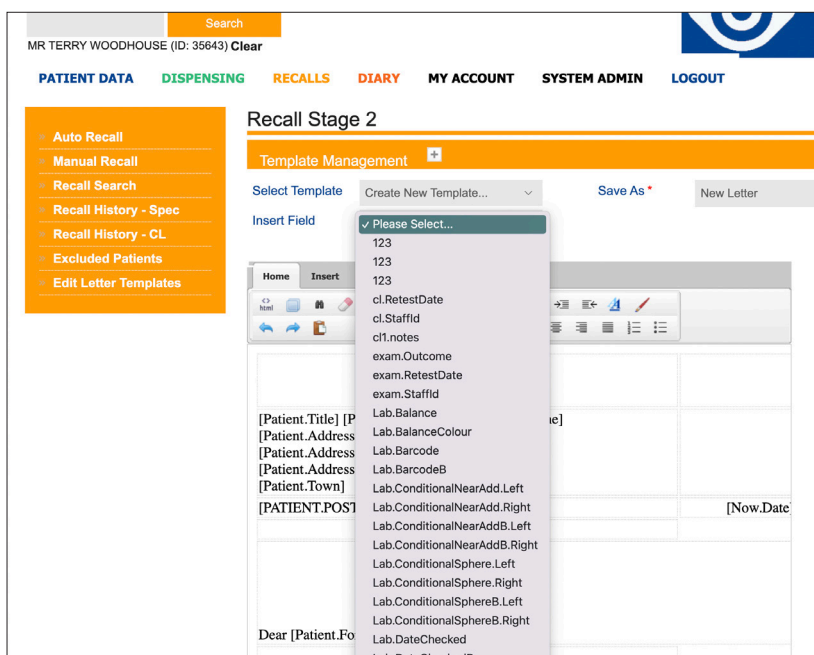 Search
MR TERRY WOODHOUSE (ID: 35643) Clear
PATIENT DATA DISPENSING RECALLS DIARY MY ACCOUNT SYSTEM ADMIN LOGOUT
Auto Recall
Manual Recall
Recall Search
Recall History - Spec
Recall History - CL
Excluded Patients
Edit Letter Templates
Recall Stage 2
Template Management
Select Template Create New Template... Save As * New Letter
Insert Field
✓ Please Select...
123
123
123
cl.RetestDate
cl.StaffId
cl1.notes
exam.Outcome
exam.RetestDate
exam.StaffId
Lab.Balance
Lab.BalanceColour
Lab.Barcode
Lab.BarcodeB
Lab.ConditionalNearAdd.Left
Lab.ConditionalNearAdd.Right
Lab.ConditionalNearAddB.Left
Lab.ConditionalNearAddB.Right
Lab.ConditionalSphere.Left
Lab.ConditionalSphere.Right
Lab.ConditionalSphereB.Left
Lab.ConditionalSphereB.Right
Lab.DateChecked
Home Insert
html
[Patient.Title] [P
e]
[Patient.Address
[Patient.Address
[Patient.Address
[Patient.Town]
[PATIENT.POST
[Now.Date
Dear [Patient.Fo